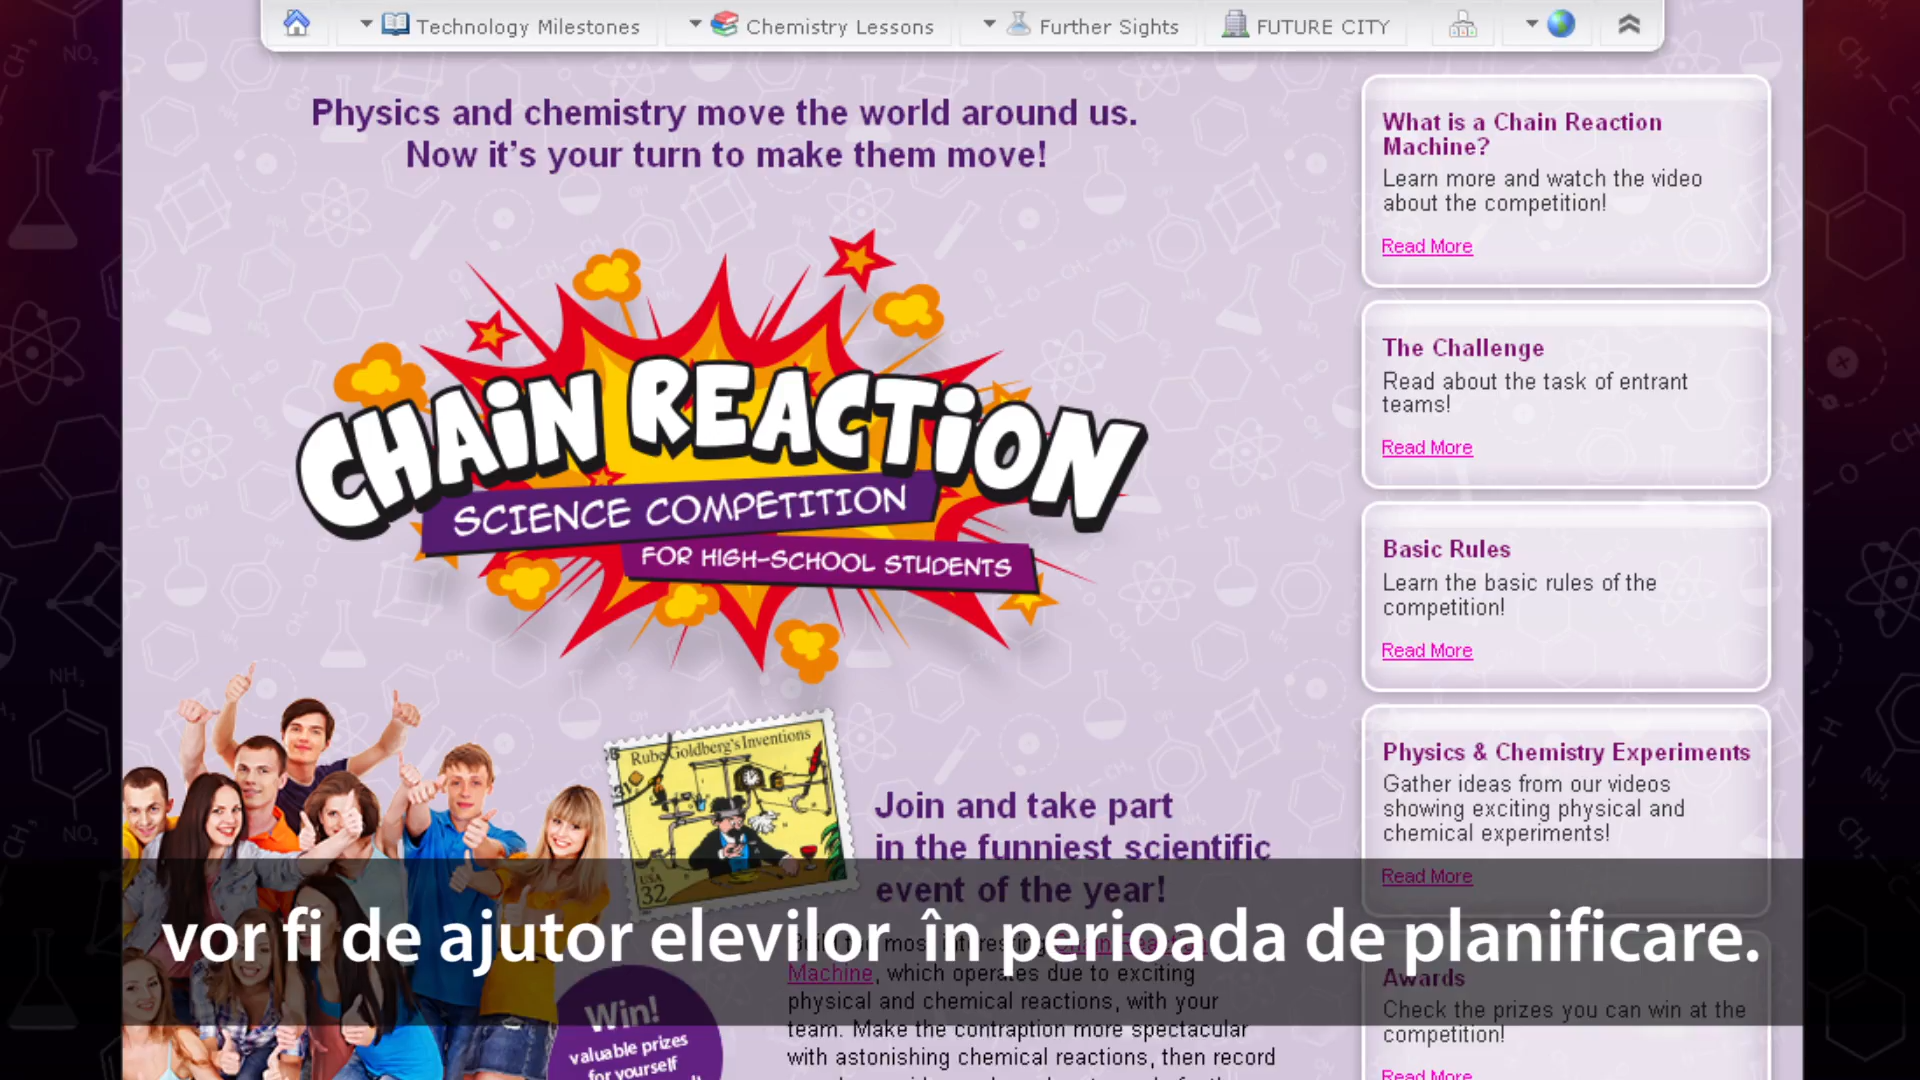 Technology Milestones
Chemistry Lessons
Further Sights
FUTURE CITY
Physics and chemistry move the world around us.
Now it's your turn to make them move!
CHAIN REACTION
SCIENCE COMPETITION
FOR HIGH-SCHOOL STUDENTS
Rube Goldberg's Inventions
USA
32
Join and take part
in the funniest scientific
event of the year!
Machine, which operates due to exciting
physical and chemical reactions, with your
team. Make the contraption more spectacular
with astonishing chemical reactions, then record
Win!
valuable prizes
for yourself
What is a Chain Reaction
Machine?
Learn more and watch the video
about the competition!
Read More
The Challenge
Read about the task of entrant
teams!
Read More
Basic Rules
Learn the basic rules of the
competition!
Read More
Physics & Chemistry Experiments
Gather ideas from our videos
showing exciting physical and
chemical experiments!
Read More
Awards
Check the prizes you can win at the
competition!
Read More
vor fi de ajutor elevilor în perioada de planificare.